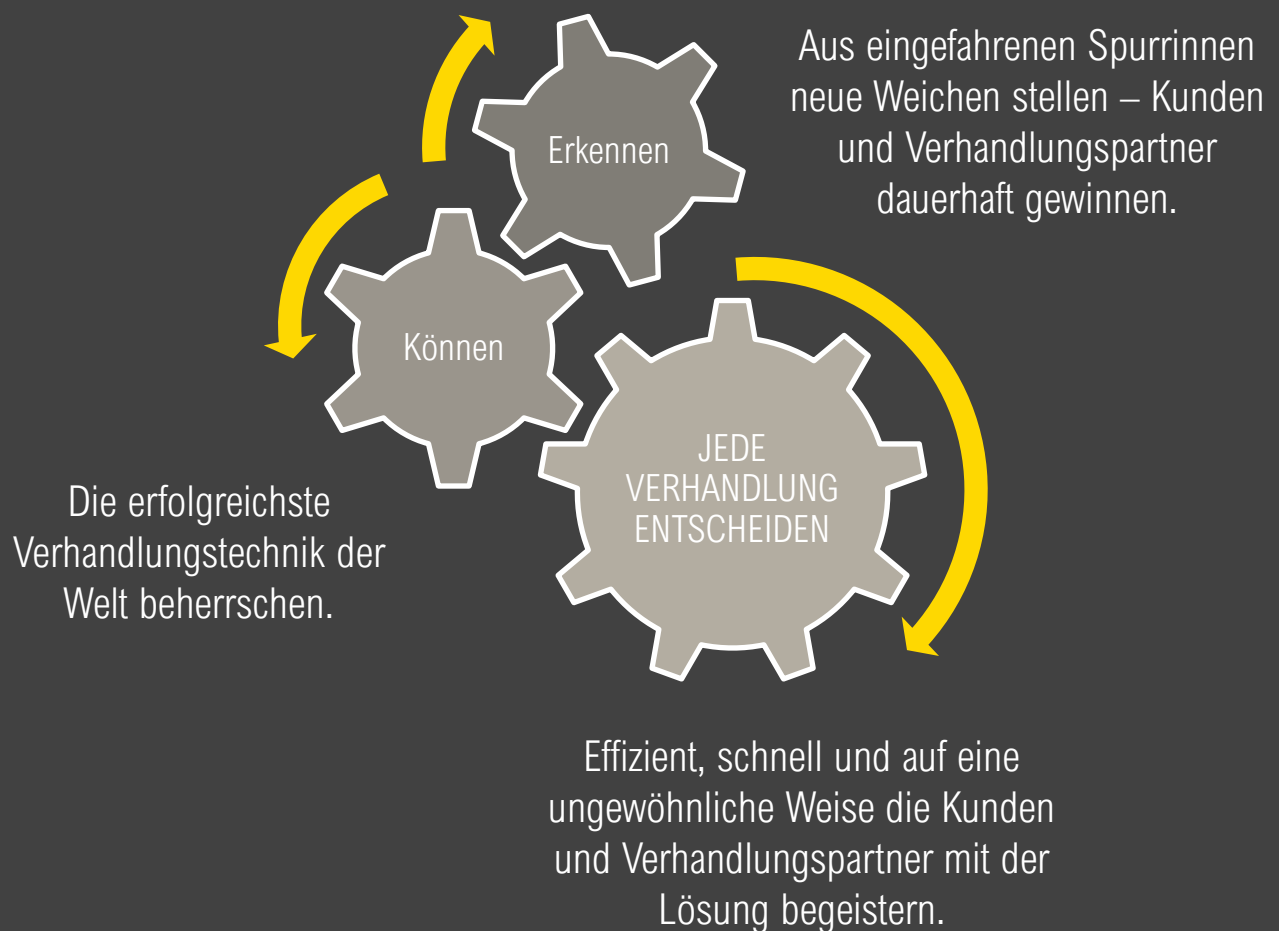 Aus eingefahrenen Spurrinnen
neue Weichen stellen – Kunden
und Verhandlungspartner
dauerhaft gewinnen.
Erkennen
Können
JEDE
VERHANDLUNG
ENTSCHEIDEN
Die erfolgreichste
Verhandlungstechnik der
Welt beherrschen.
Effizient, schnell und auf eine
ungewöhnliche Weise die Kunden
und Verhandlungspartner mit der
Lösung begeistern.